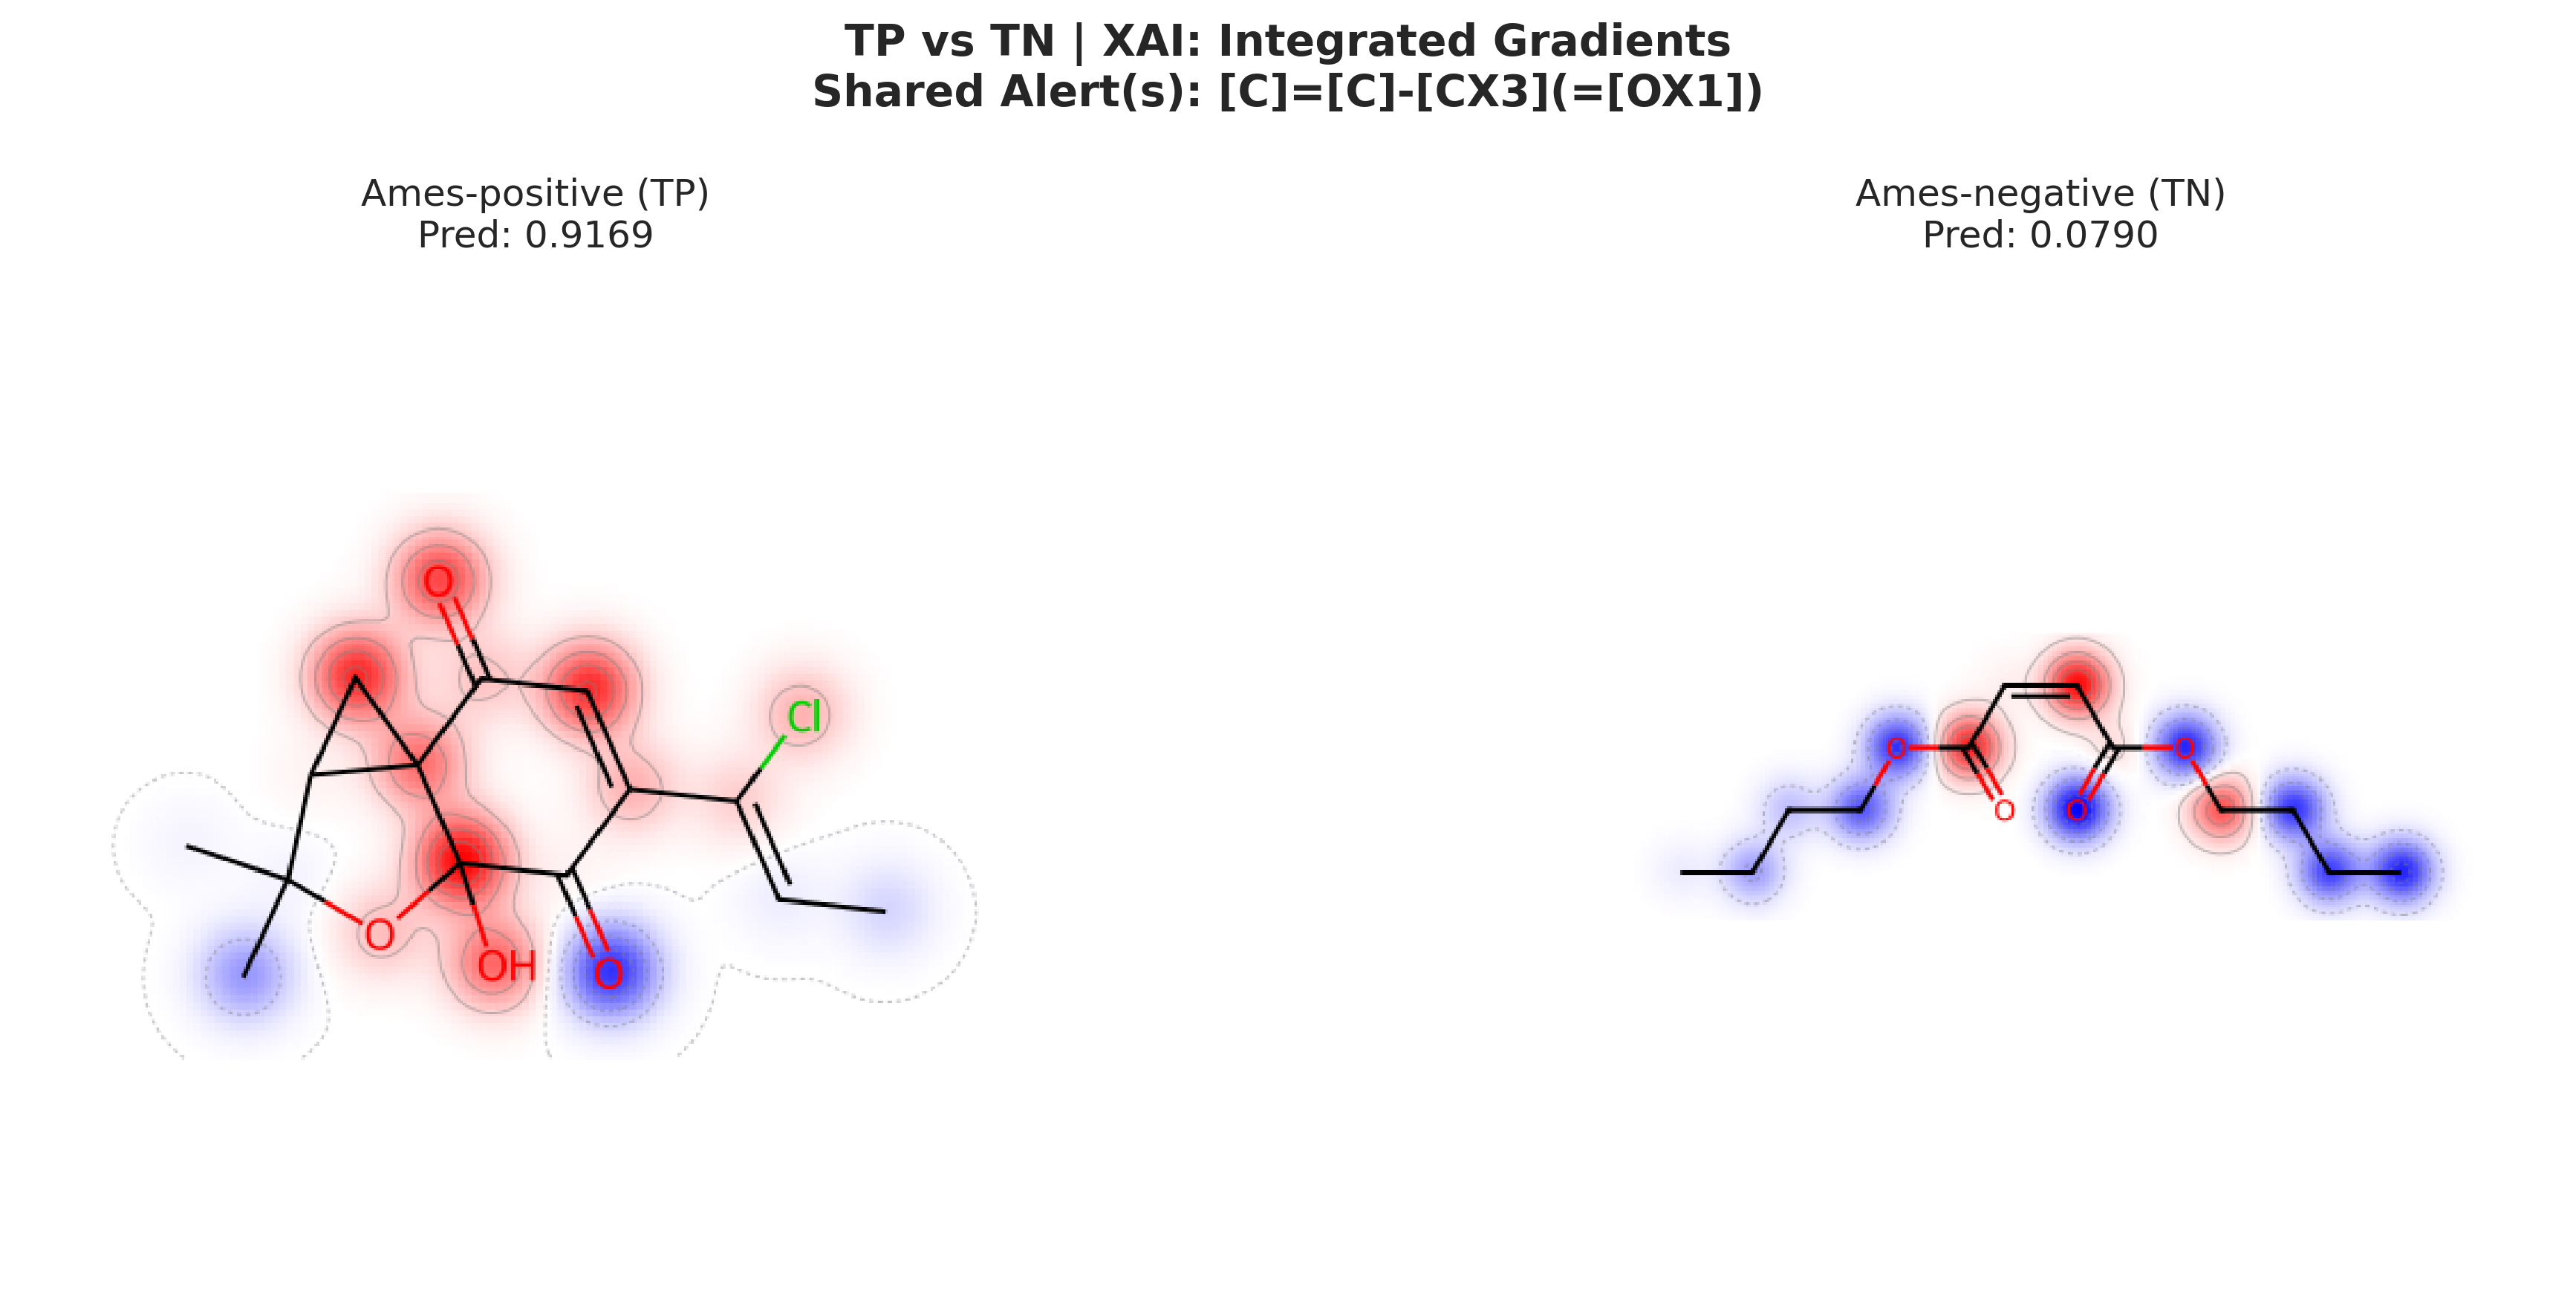 TP vs TN | XAI: Integrated Gradients
Shared Alert(s): [C]=[C]-[CX3](=[OX1])
Ames-positive (TP)
Pred: 0.9169
Ames-negative (TN)
Pred: 0.0790
O
Cl
O
OH
O
O
O
O
O